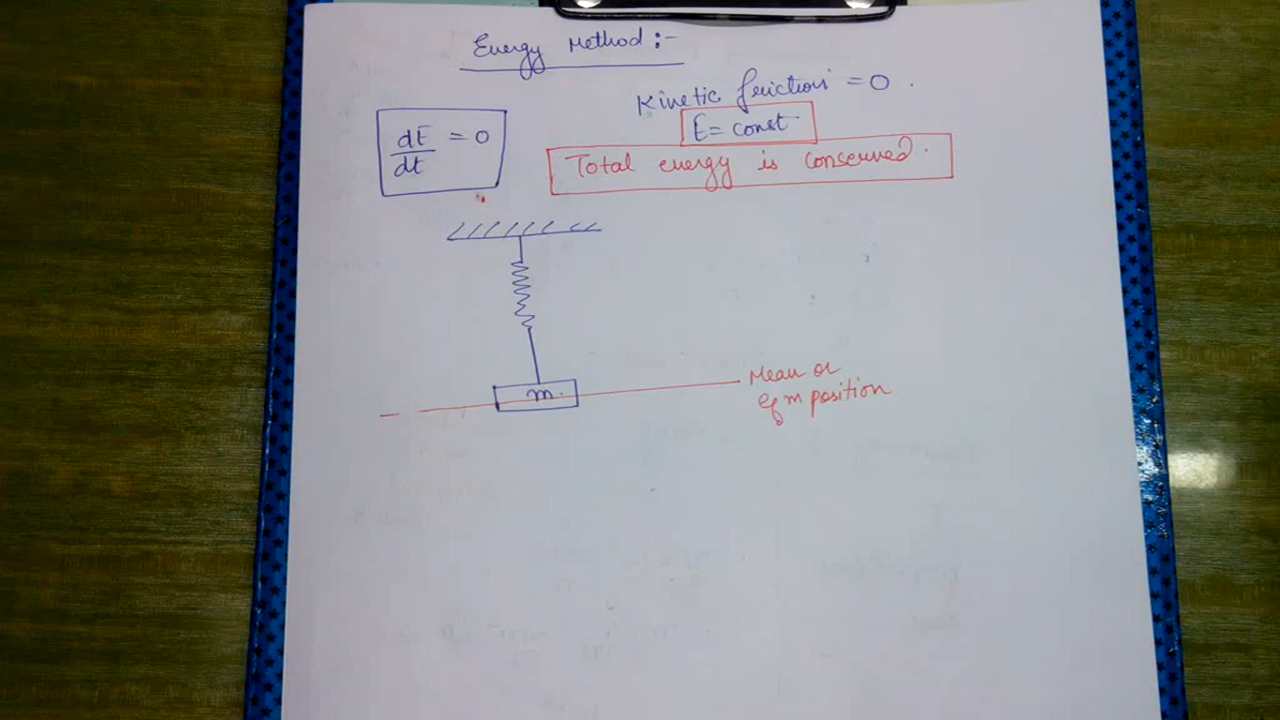 Energy Method :-
Kinetic friction = 0 .
dE/dt = 0
E = const
Total energy is conserved.
m.
Mean or
eqm position